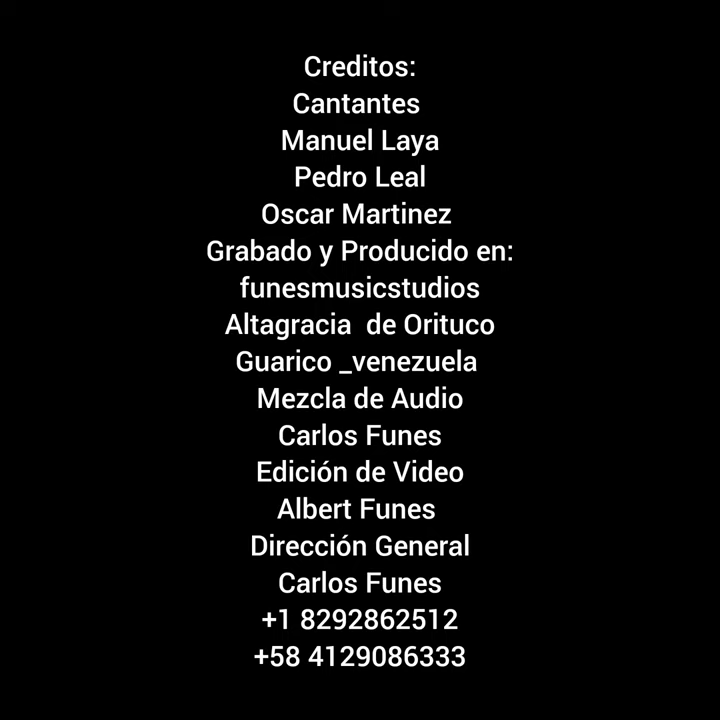 Creditos:
Cantantes
Manuel Laya
Pedro Leal
Oscar Martinez
Grabado y Producido en:
funesmusicstudios
Altagracia  de Orituco
Guarico _venezuela
Mezcla de Audio
Carlos Funes
Edición de Video
Albert Funes
Dirección General
Carlos Funes
+1 8292862512
+58 4129086333